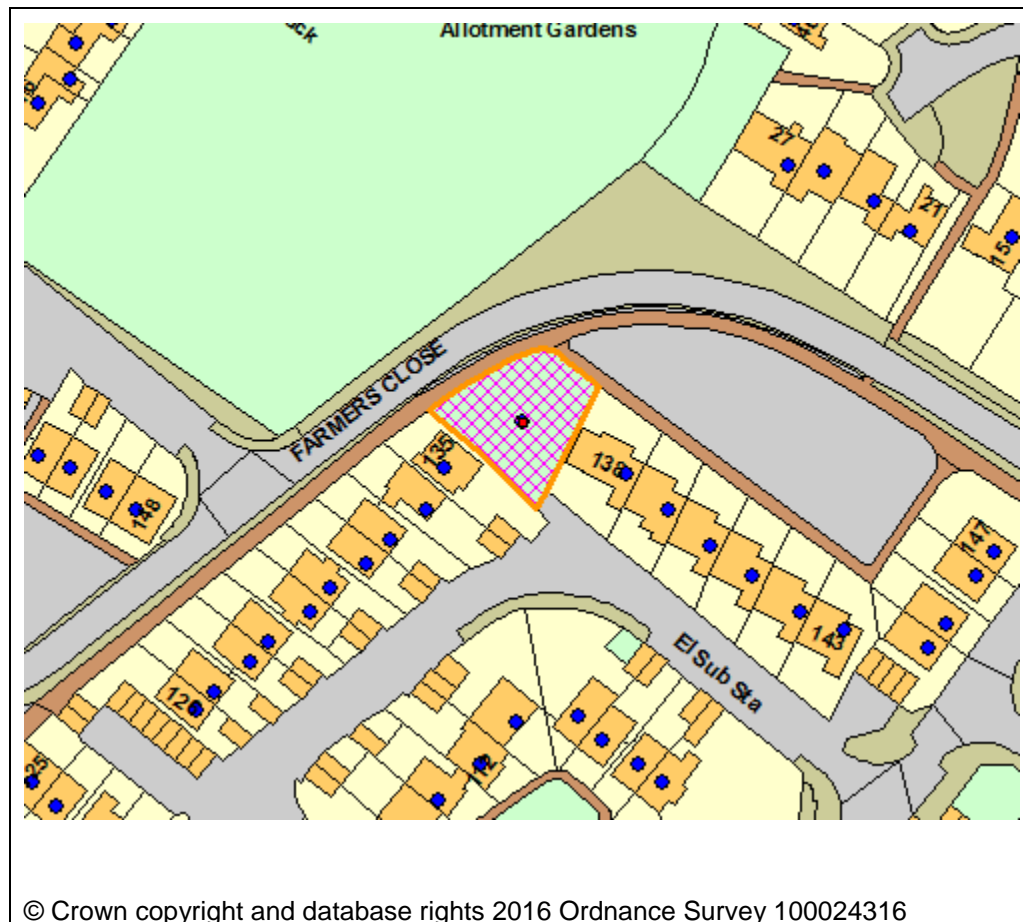 Allotment Gardens
27
21
15
FARMERS CLOSE
135
138
148
147
143
El Sub Sta
126
112
© Crown copyright and database rights 2016 Ordnance Survey 100024316